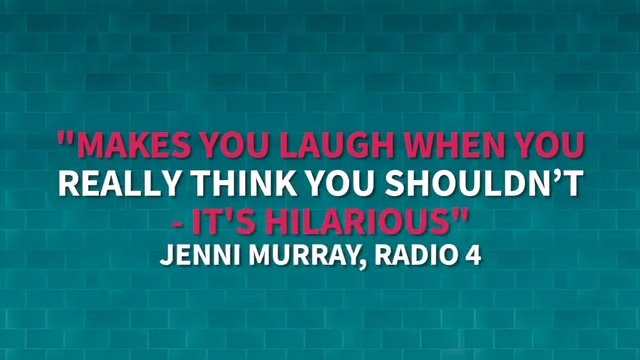 "MAKES YOU LAUGH WHEN YOU
REALLY THINK YOU SHOULDN’T
- IT'S HILARIOUS"
JENNI MURRAY, RADIO 4